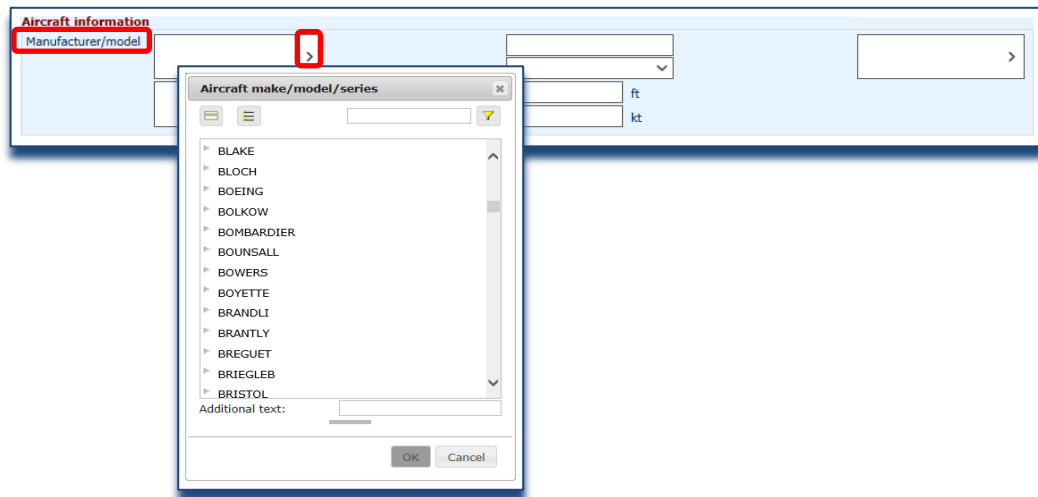 Aircraft information
Manufacturer/model
ft
kt
Aircraft make/model/series
BLAKE
BLOCH
BOEING
BOLKOW
BOMBARDIER
BOUNSALL
BOWERS
BOYETTE
BRANDLI
BRANTLY
BREGUET
BRIEGLEB
BRISTOL
Additional text:
OK Cancel